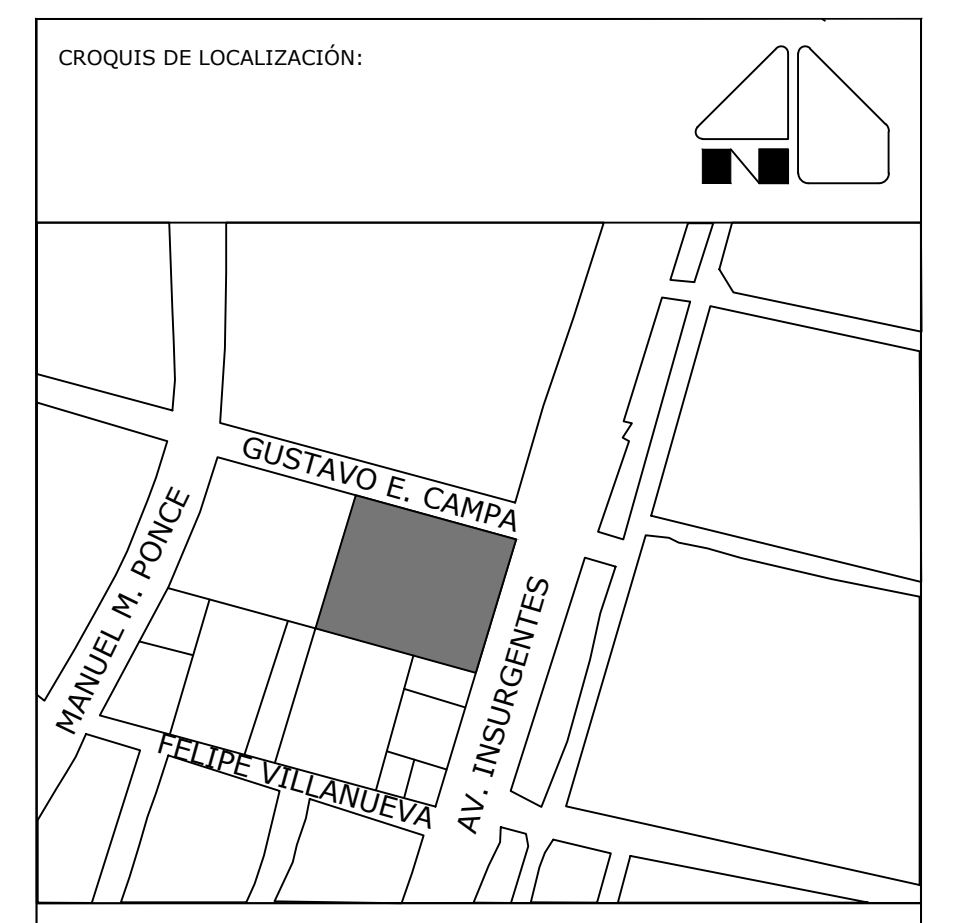 CROQUIS DE LOCALIZACIÓN:
N
GUSTAVO E. CAMPA
MANUEL M. PONCE
AV. INSURGENTES
FELIPE VILLANUEVA